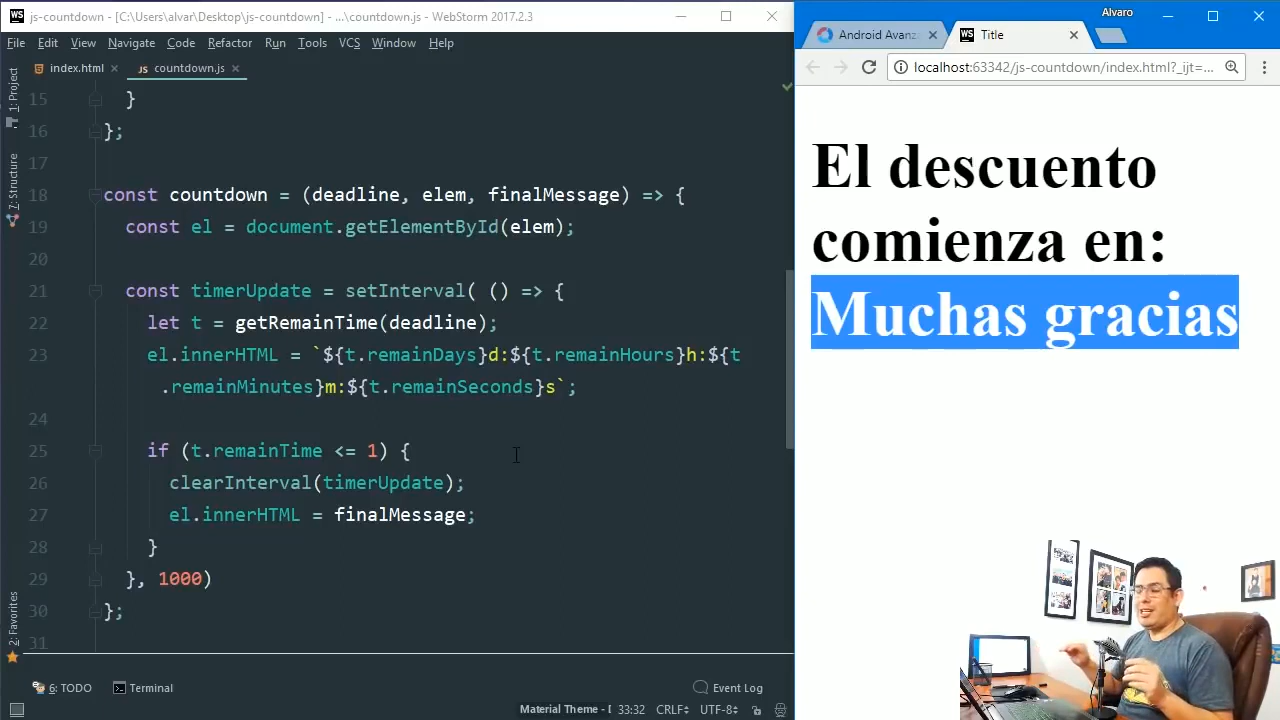 js-countdown - [C:\Users\alvar\Desktop\js-countdown] - ...\countdown.js - WebStorm 2017.2.3
File Edit View Navigate Code Refactor Run Tools VCS Window Help
index.html countdown.js
1: Project
7: Structure
2: Favorites
15 }
16 };
17
18 const countdown = (deadline, elem, finalMessage) => {
19 const el = document.getElementById(elem);
20
21 const timerUpdate = setInterval( () => {
22 let t = getRemainTime(deadline);
23 el.innerHTML = `${t.remainDays}d:${t.remainHours}h:${t
.remainMinutes}m:${t.remainSeconds}s`;
24
25 if (t.remainTime <= 1) {
26 clearInterval(timerUpdate);
27 el.innerHTML = finalMessage;
28 }
29 }, 1000)
30 };
31
6: TODO Terminal Event Log
Material Theme - 33:32 CRLF UTF-8
Alvaro
Android Avanz Title
localhost:63342/js-countdown/index.html?_ijt=...
El descuento
comienza en:
Muchas gracias